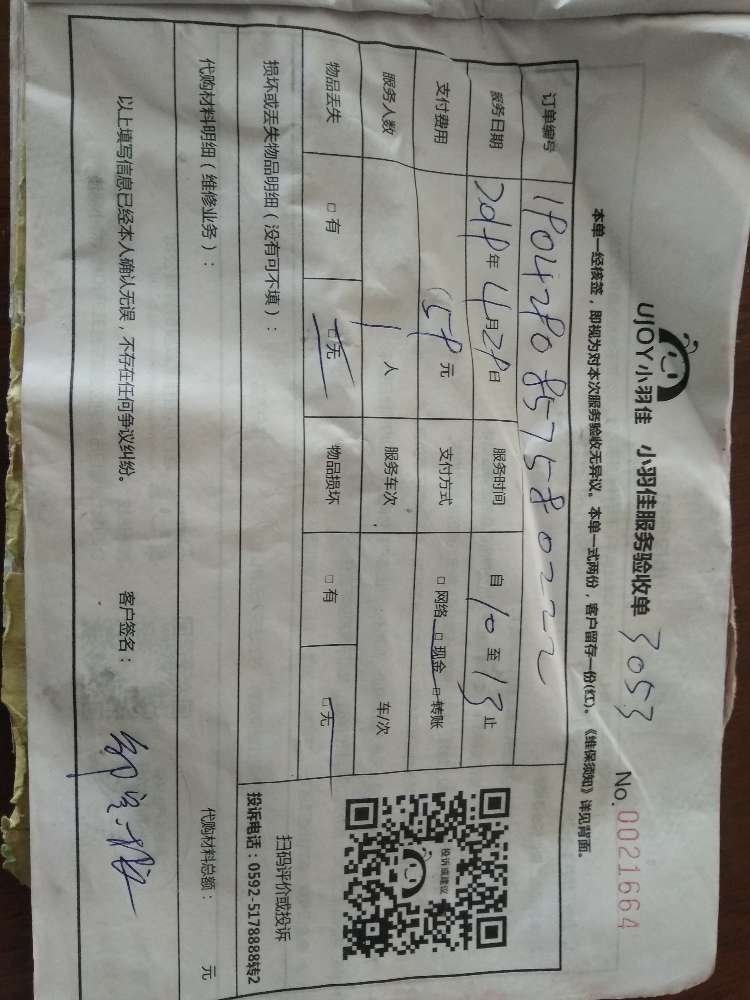 UJOY小羽佳 小羽佳服务验收单 3053 No.0021664
本单一经核签，即视为对本次服务验收无异议。本单一式两份，客户留存一份(红)。《维保须知》详见背面。
订单编号 1804280857580222
服务日期 2018年4月28日 服务时间 自10至13止
支付费用 158元 支付方式 □网络 □现金 □转账
服务人数 1人 服务车次 车/次
物品丢失 □有 □无 物品损坏 □有 □无
损坏或丢失物品明细（没有可不填）：
代购材料明细（维修业务）： 代购材料总额： 元
以上填写信息已经本人确认无误，不存在任何争议纠纷。 客户签名：
投诉或建议
扫码评价或投诉
投诉电话：0592-5178888转2